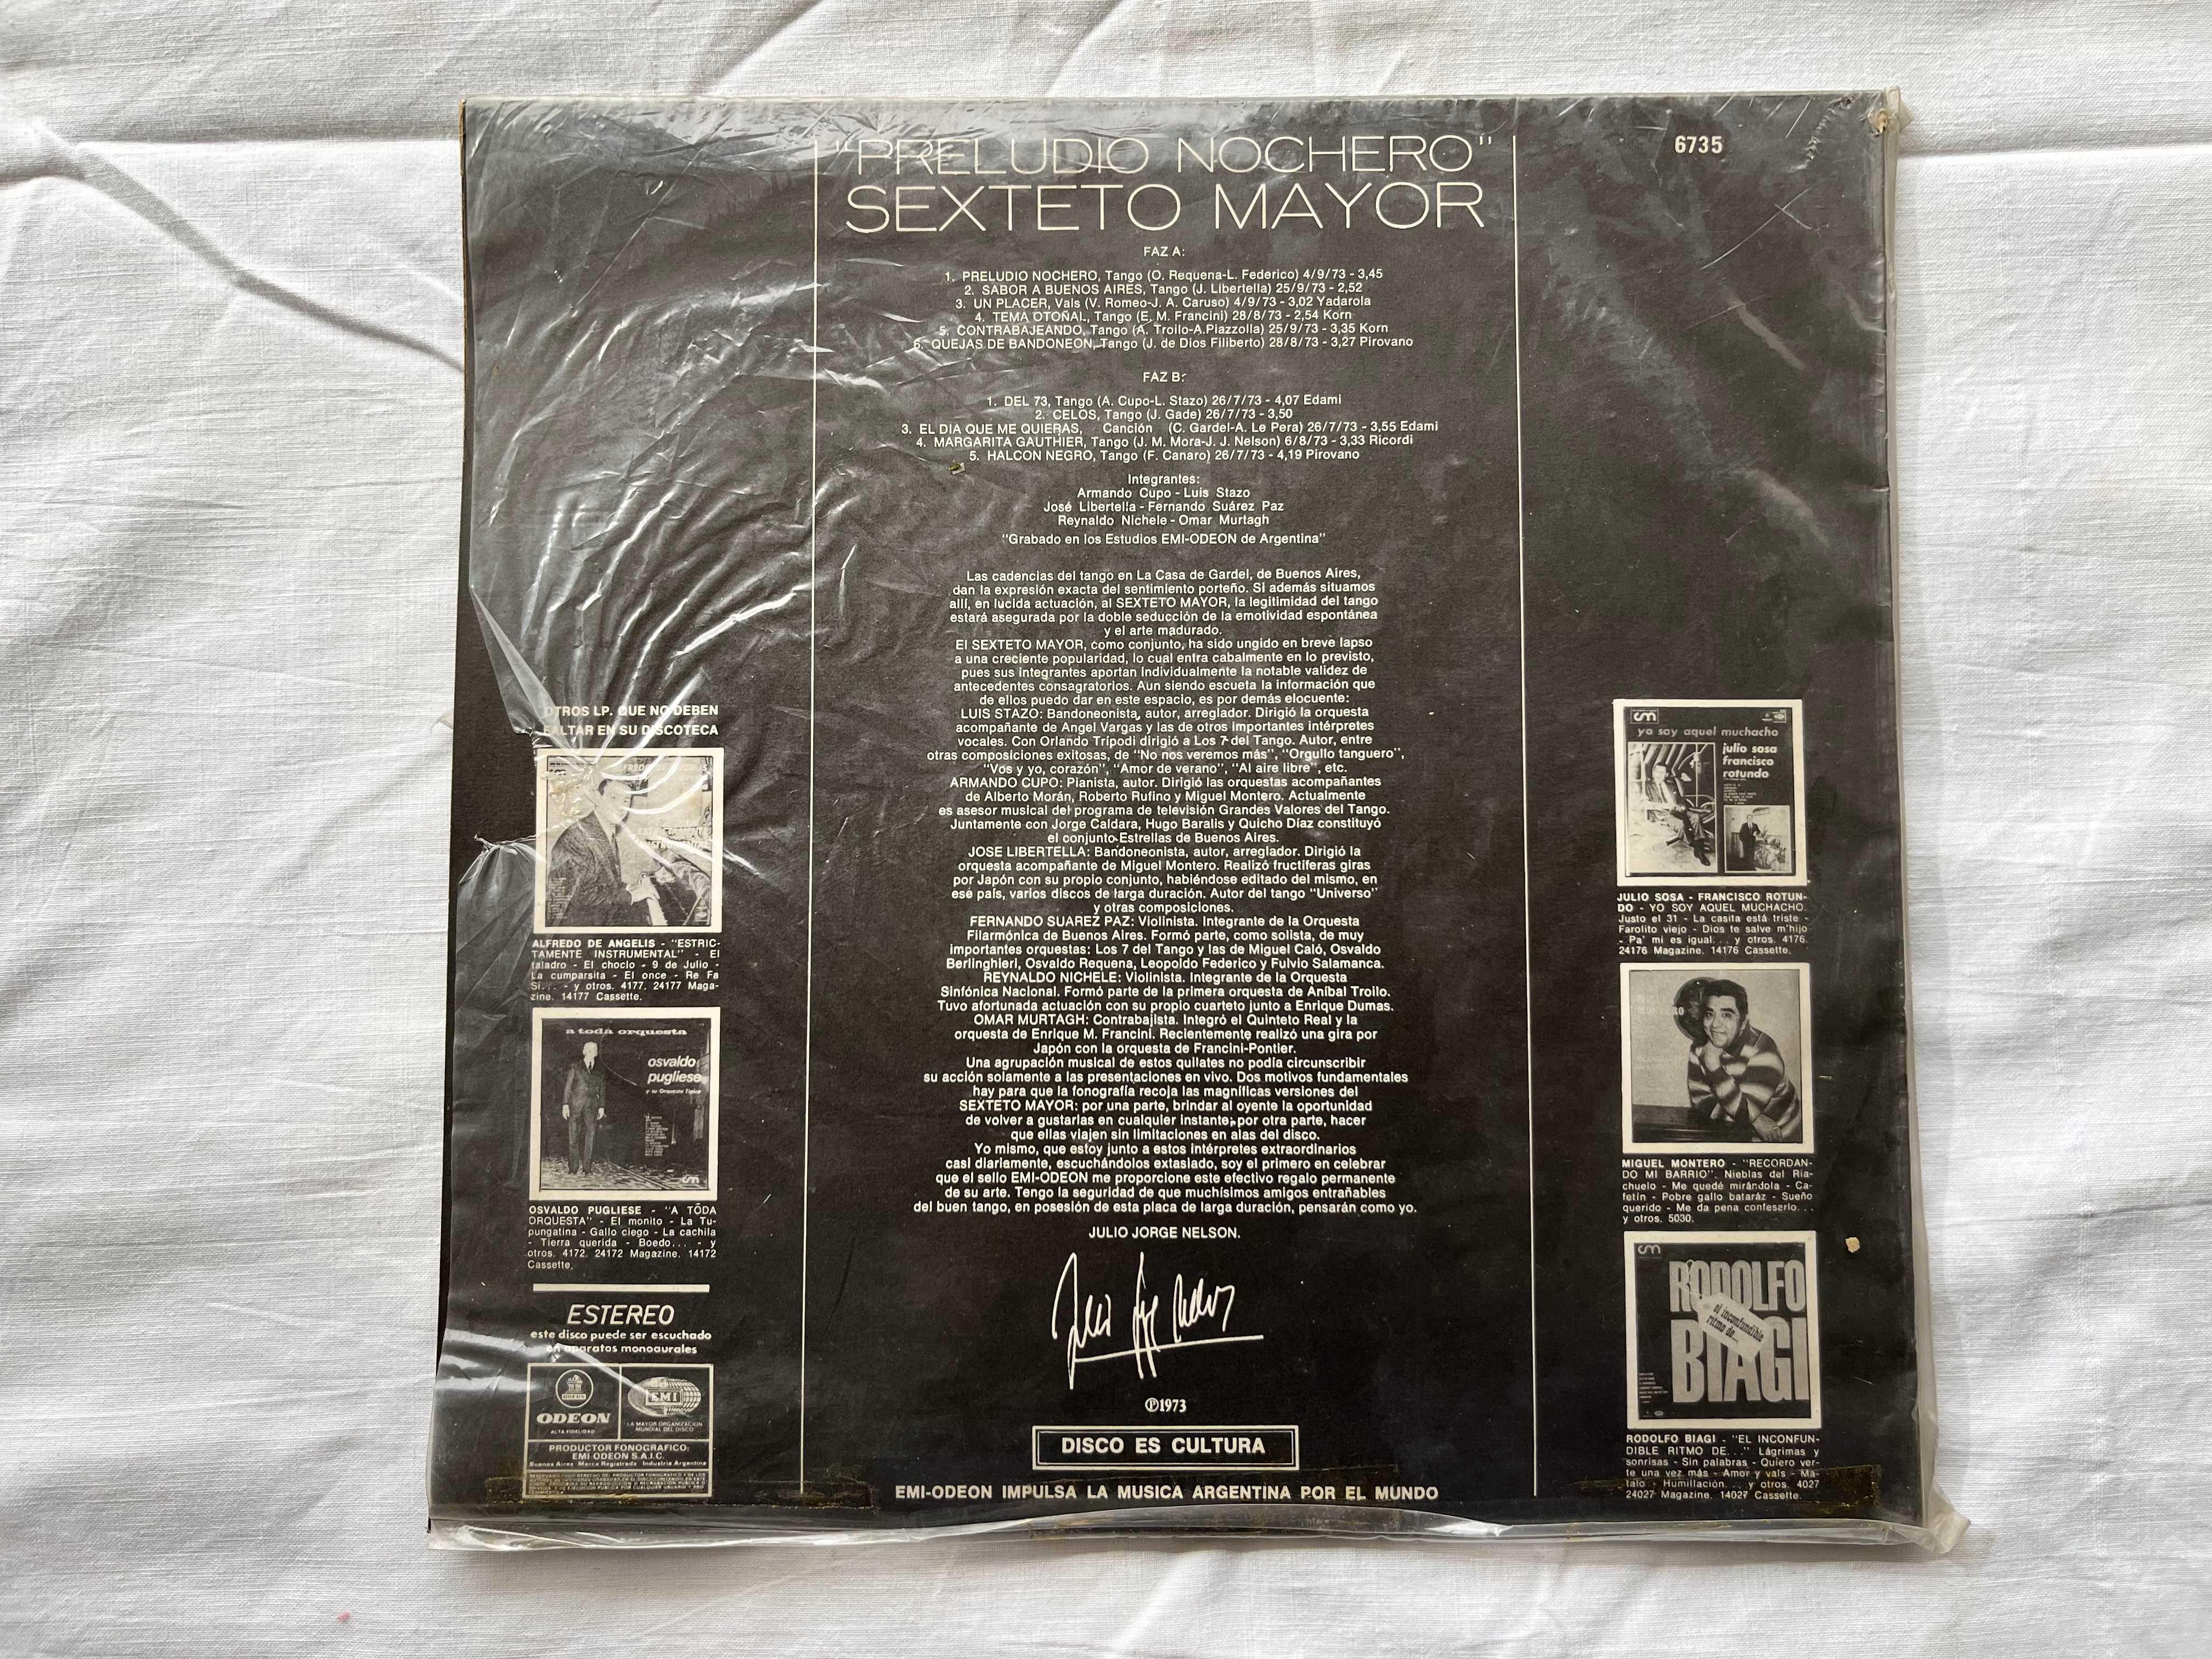 "PRELUDIO NOCHERO"
SEXTETO MAYOR
6735
FAZ A:
1. PRELUDIO NOCHERO, Tango (O. Requena-L. Federico) 4/9/73 - 3,45
2. SABOR A BUENOS AIRES, Tango (J. Libertella) 25/9/73 - 2,52
3. UN PLACER, Vals (V. Romeo-J. A. Caruso) 4/9/73 - 3,02 Yadarola
4. TEMA OTOÑAL, Tango (E. M. Francini) 28/8/73 - 2,54 Korn
5. CONTRABAJEANDO, Tango (A. Troilo-A.Piazzolla) 25/9/73 - 3,35 Korn
6. QUEJAS DE BANDONEON, Tango (J. de Dios Filiberto) 28/8/73 - 3,27 Pirovano
FAZ B:
1. DEL 73, Tango (A. Cupo-L. Stazo) 26/7/73 - 4,07 Edami
2. CELOS, Tango (J. Gade) 26/7/73 - 3,50
3. EL DIA QUE ME QUIERAS, Canción (C. Gardel-A. Le Pera) 26/7/73 - 3,55 Edami
4. MARGARITA GAUTHIER, Tango (J. M. Mora-J. J. Nelson) 6/8/73 - 3,33 Ricordi
5. HALCON NEGRO, Tango (F. Canaro) 26/7/73 - 4,19 Pirovano
Integrantes:
Armando Cupo - Luis Stazo
José Libertella - Fernando Suárez Paz
Reynaldo Nichele - Omar Murtagh
"Grabado en los Estudios EMI-ODEON de Argentina"
Las cadencias del tango en La Casa de Gardel, de Buenos Aires,
dan la expresión exacta del sentimiento porteño. Si además situamos
allí, en lucida actuación, al SEXTETO MAYOR, la legitimidad del tango
estará asegurada por la doble seducción de la emotividad espontánea
y el arte madurado.
El SEXTETO MAYOR, como conjunto, ha sido ungido en breve lapso
a una creciente popularidad, lo cual entra cabalmente en lo previsto,
pues sus integrantes aportan individualmente la notable validez de
antecedentes consagratorios. Aun siendo escueta la información que
de ellos puedo dar en este espacio, es por demás elocuente:
LUIS STAZO: Bandoneonista, autor, arreglador. Dirigió la orquesta
acompañante de Angel Vargas y las de otros importantes intérpretes
vocales. Con Orlando Trípodi dirigió a Los 7 del Tango. Autor, entre
otras composiciones exitosas, de "No nos veremos más", "Orgullo tanguero",
"Vos y yo, corazón", "Amor de verano", "Al aire libre", etc.
ARMANDO CUPO: Pianista, autor. Dirigió las orquestas acompañantes
de Alberto Morán, Roberto Rufino y Miguel Montero. Actualmente
es asesor musical del programa de televisión Grandes Valores del Tango.
Juntamente con Jorge Caldara, Hugo Baralis y Quicho Díaz constituyó
el conjunto Estrellas de Buenos Aires.
JOSE LIBERTELLA: Bandoneonista, autor, arreglador. Dirigió la
orquesta acompañante de Miguel Montero. Realizó fructíferas giras
por Japón con su propio conjunto, habiéndose editado del mismo, en
ese país, varios discos de larga duración. Autor del tango "Universo"
y otras composiciones.
FERNANDO SUAREZ PAZ: Violinista. Integrante de la Orquesta
Filarmónica de Buenos Aires. Formó parte, como solista, de muy
importantes orquestas: Los 7 del Tango y las de Miguel Caló, Osvaldo
Berlinghieri, Osvaldo Requena, Leopoldo Federico y Fulvio Salamanca.
REYNALDO NICHELE: Violinista. Integrante de la Orquesta
Sinfónica Nacional. Formó parte de la primera orquesta de Aníbal Troilo.
Tuvo afortunada actuación con su propio cuarteto junto a Enrique Dumas.
OMAR MURTAGH: Contrabajista. Integró el Quinteto Real y la
orquesta de Enrique M. Francini. Recientemente realizó una gira por
Japón con la orquesta de Francini-Pontier.
Una agrupación musical de estos quilates no podía circunscribir
su acción solamente a las presentaciones en vivo. Dos motivos fundamentales
hay para que la fonografía recoja las magníficas versiones del
SEXTETO MAYOR: por una parte, brindar al oyente la oportunidad
de volver a gustarlas en cualquier instante; por otra parte, hacer
que ellas viajen sin limitaciones en alas del disco.
Yo mismo, que estoy junto a estos intérpretes extraordinarios
casi diariamente, escuchándolos extasiado, soy el primero en celebrar
que el sello EMI-ODEON me proporcione este efectivo regalo permanente
de su arte. Tengo la seguridad de que muchísimos amigos entrañables
del buen tango, en posesión de esta placa de larga duración, pensarán como yo.
JULIO JORGE NELSON.
℗1973
DISCO ES CULTURA
EMI-ODEON IMPULSA LA MUSICA ARGENTINA POR EL MUNDO
OTROS LP. QUE NO DEBEN
FALTAR EN SU DISCOTECA
ALFREDO DE ANGELIS - "ESTRIC-
TAMENTE INSTRUMENTAL" - El
taladro - El choclo - 9 de Julio -
La cumparsita - El once - Re Fa
Si... - y otros. 4177. 24177 Maga-
zine. 14177 Cassette.
a toda orquesta
osvaldo
pugliese
y su Orquesta Típica
cm
OSVALDO PUGLIESE - "A TODA
ORQUESTA" - El monito - La Tu-
pungatina - Gallo ciego - La cachila
- Tierra querida - Boedo... - y
otros. 4172. 24172 Magazine. 14172
Cassette.
ESTEREO
este disco puede ser escuchado
en aparatos monoaurales
ODEON
ALTA FIDELIDAD
EMI
LA MAYOR ORGANIZACION
MUNDIAL DEL DISCO
PRODUCTOR FONOGRAFICO:
EMI ODEON S.A.I.C.
Buenos Aires Marca Registrada Industria Argentina
cm
yo soy aquel muchacho
julio sosa
francisco
rotundo
JULIO SOSA - FRANCISCO ROTUN-
DO - YO SOY AQUEL MUCHACHO.
Justo el 31 - La casita está triste -
Farolito viejo - Dios te salve m'hijo
- Pa' mi es igual... y otros. 4176.
24176 Magazine. 14176 Cassette.
MIGUEL MONTERO - "RECORDAN-
DO MI BARRIO". Nieblas del Ria-
chuelo - Me quedé mirándola - Ca-
fetín - Pobre gallo bataráz - Sueño
querido - Me da pena confesarlo...
y otros. 5030.
cm
RODOLFO
el inconfundible
ritmo de...
BIAGI
RODOLFO BIAGI - "EL INCONFUN-
DIBLE RITMO DE..." Lágrimas y
sonrisas - Sin palabras - Quiero ver-
te una vez más - Amor y vals - Ma-
talo - Humillación... y otros. 4027
24027 Magazine. 14027 Cassette.